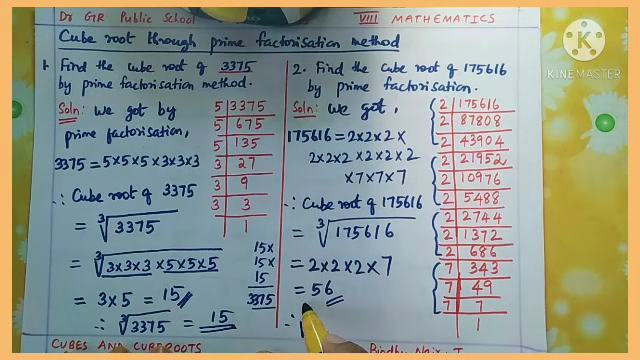 Dr GR Public School
VIII MATHEMATICS
Cube root through prime factorisation method
1. Find the cube root of 3375
by prime factorisation method.
Soln: We got by
prime factorisation,
3375 = 5×5×5×3×3×3
∴ Cube root of 3375
= ∛3375
= ∛3×3×3 × 5×5×5
= 3×5 = 15
∴ ∛3375 = 15
5 | 3375
5 | 675
5 | 135
3 | 27
3 | 9
3 | 3
1
15×
15×
15
3375
2. Find the cube root of 175616
by prime factorisation.
Soln: We got,
175616 = 2×2×2×
2×2×2 ×2×2×2
×7×7×7
∴ Cube root of 175616
= ∛175616
= 2×2×2×7
= 56
∴
2 | 175616
2 | 87808
2 | 43904
2 | 21952
2 | 10976
2 | 5488
2 | 2744
2 | 1372
2 | 686
7 | 343
7 | 49
7 | 7
1
CUBES AND CUBEROOTS
Bindhu Nair. T
K
KINEMASTER